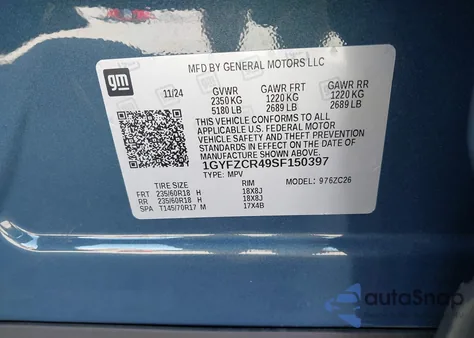 gm
MFD BY GENERAL MOTORS LLC
11/24 GVWR GAWR FRT GAWR RR
2350 KG 1220 KG 1220 KG
5180 LB 2689 LB 2689 LB
THIS VEHICLE CONFORMS TO ALL
APPLICABLE U.S. FEDERAL MOTOR
VEHICLE SAFETY AND THEFT PREVENTION
STANDARDS IN EFFECT ON THE DATE OF
MANUFACTURE SHOWN ABOVE.
1GYFZCR49SF150397
TYPE: MPV MODEL: 976ZC26
TIRE SIZE RIM
FRT 235/60R18 H 18X8J
RR 235/60R18 H 18X8J
SPA T145/70R17 M 17X4B
autoSnap